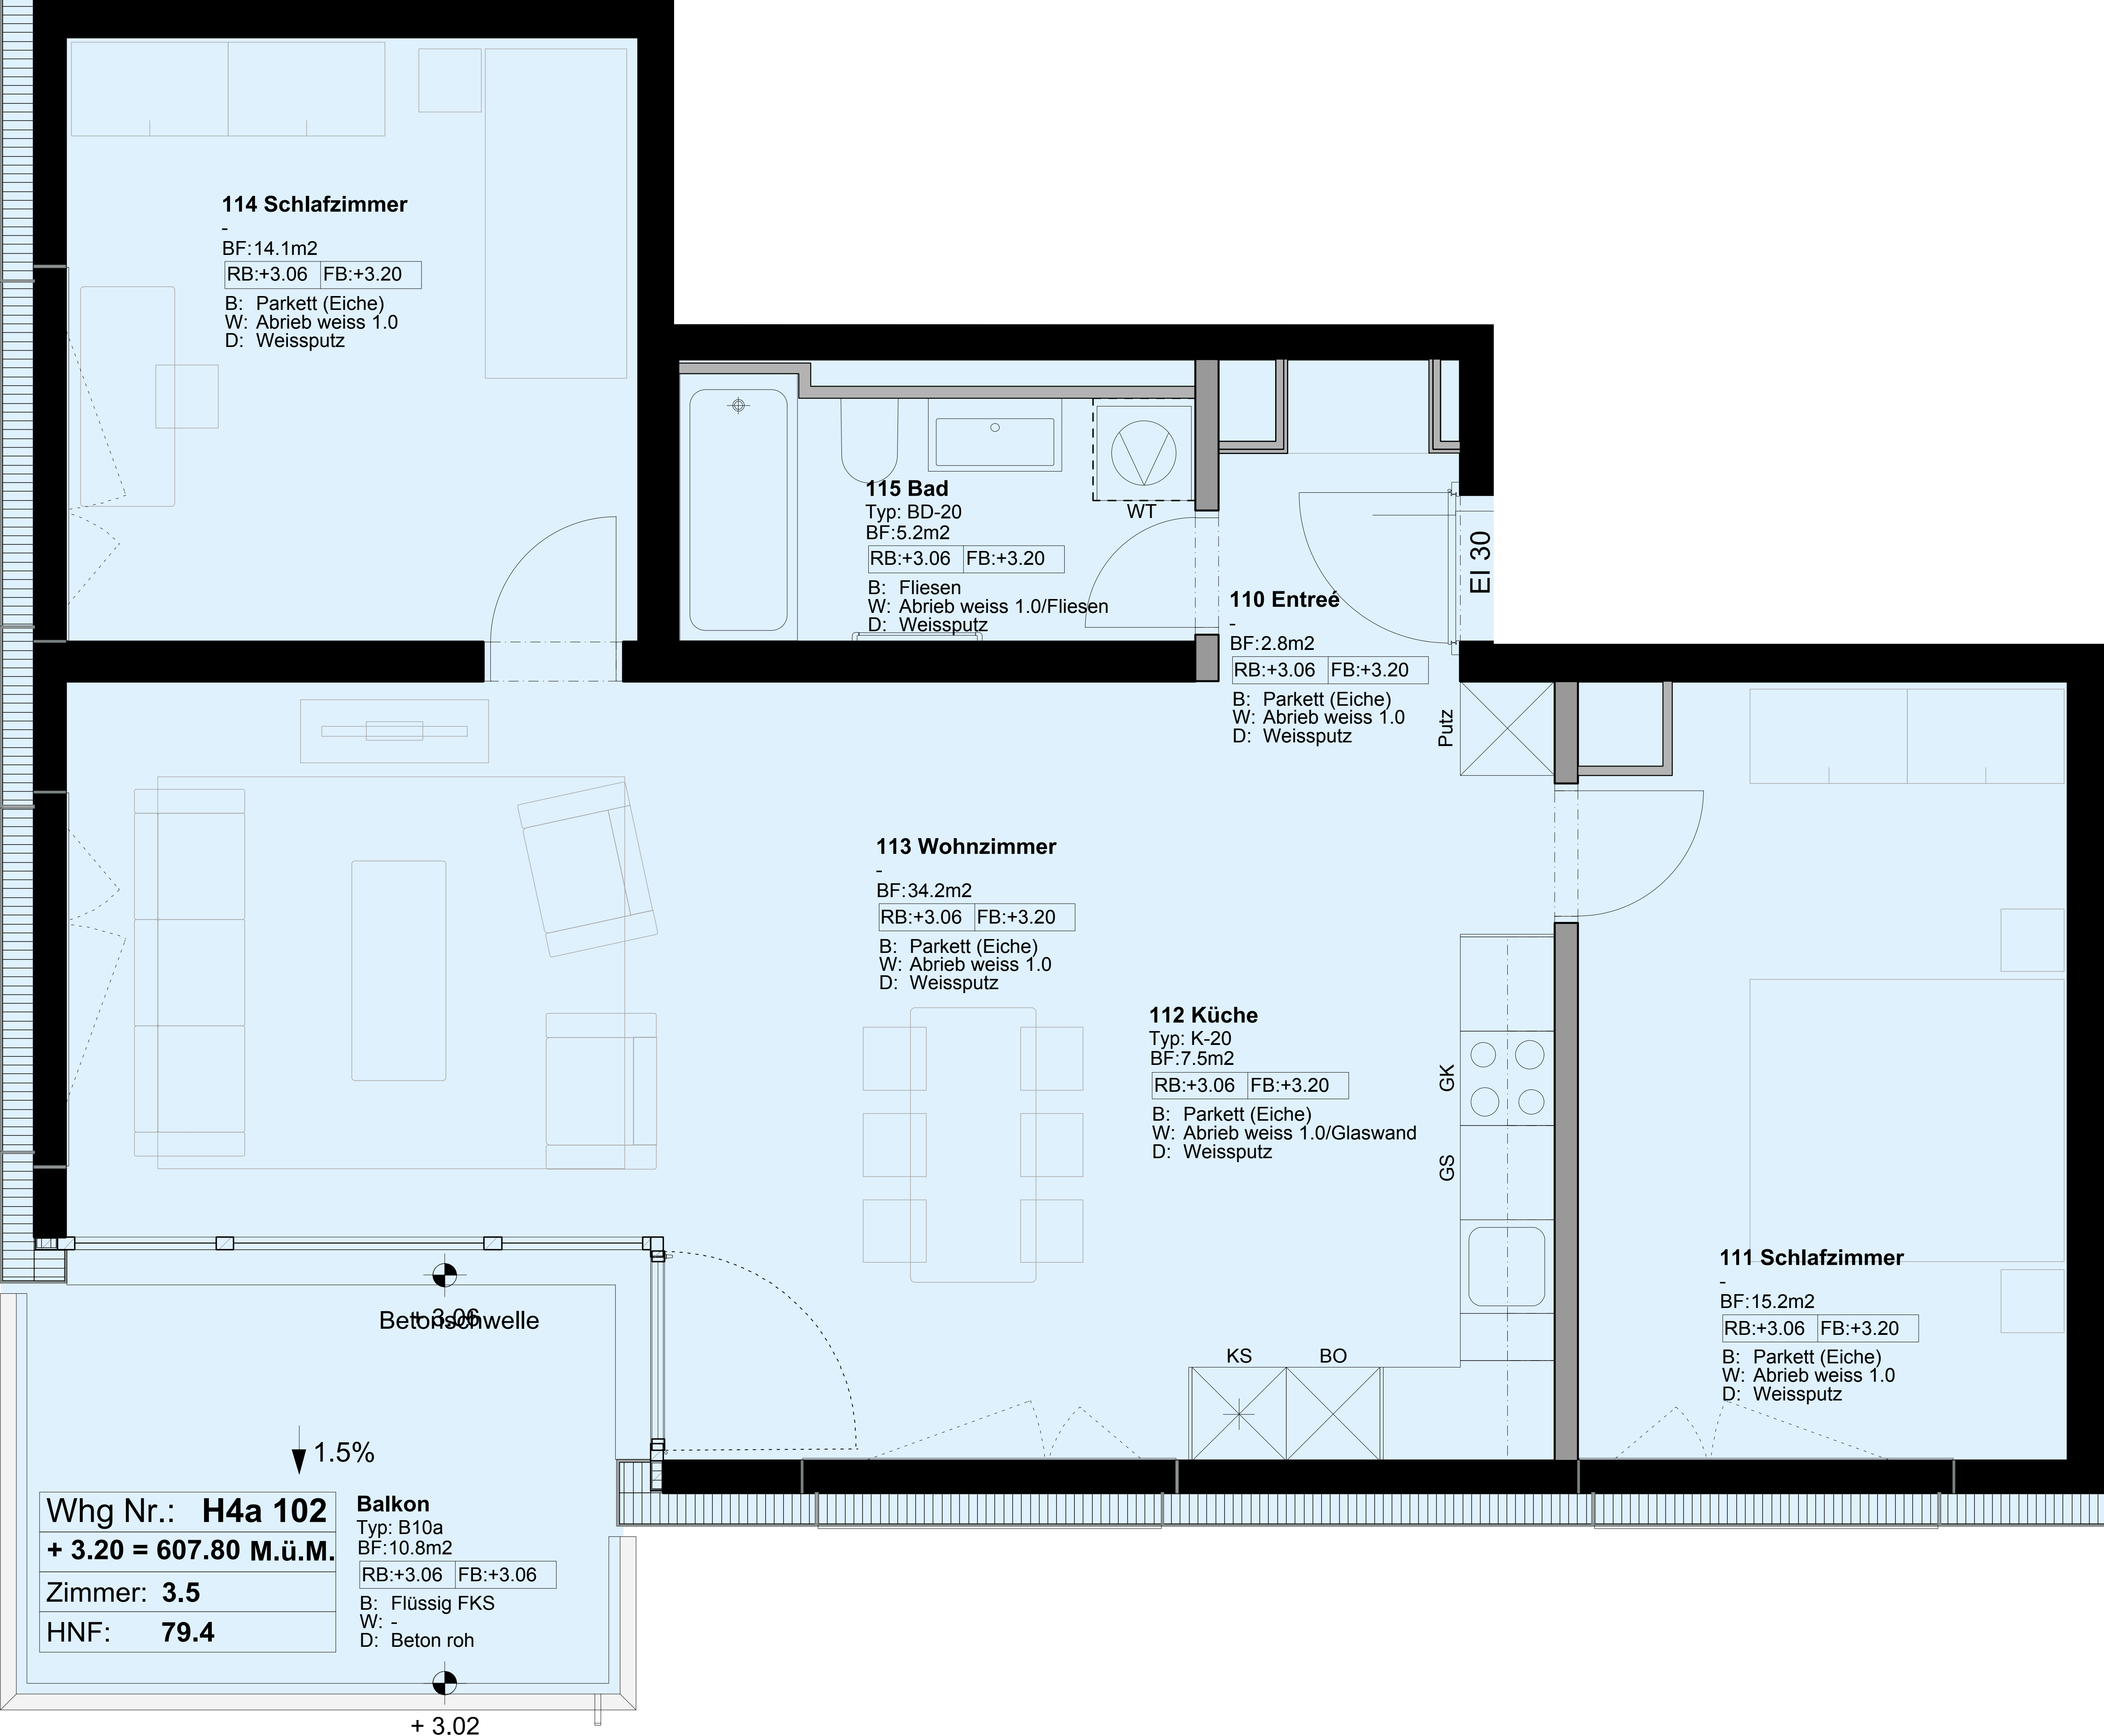 114 Schlafzimmer
-
BF:14.1m2
RB:+3.06 FB:+3.20
B: Parkett (Eiche)
W: Abrieb weiss 1.0
D: Weissputz
115 Bad
Typ: BD-20
BF:5.2m2
RB:+3.06 FB:+3.20
B: Fliesen
W: Abrieb weiss 1.0/Fliesen
D: Weissputz
WT
EI 30
110 Entreé
-
BF:2.8m2
RB:+3.06 FB:+3.20
B: Parkett (Eiche)
W: Abrieb weiss 1.0
D: Weissputz
Putz
113 Wohnzimmer
-
BF:34.2m2
RB:+3.06 FB:+3.20
B: Parkett (Eiche)
W: Abrieb weiss 1.0
D: Weissputz
112 Küche
Typ: K-20
BF:7.5m2
RB:+3.06 FB:+3.20
B: Parkett (Eiche)
W: Abrieb weiss 1.0/Glaswand
D: Weissputz
GK
GS
KS BO
111 Schlafzimmer
-
BF:15.2m2
RB:+3.06 FB:+3.20
B: Parkett (Eiche)
W: Abrieb weiss 1.0
D: Weissputz
+ 3.06
Betonschwelle
1.5%
Whg Nr.: H4a 102
+ 3.20 = 607.80 M.ü.M.
Zimmer: 3.5
HNF: 79.4
Balkon
Typ: B10a
BF:10.8m2
RB:+3.06 FB:+3.06
B: Flüssig FKS
W: -
D: Beton roh
+ 3.02